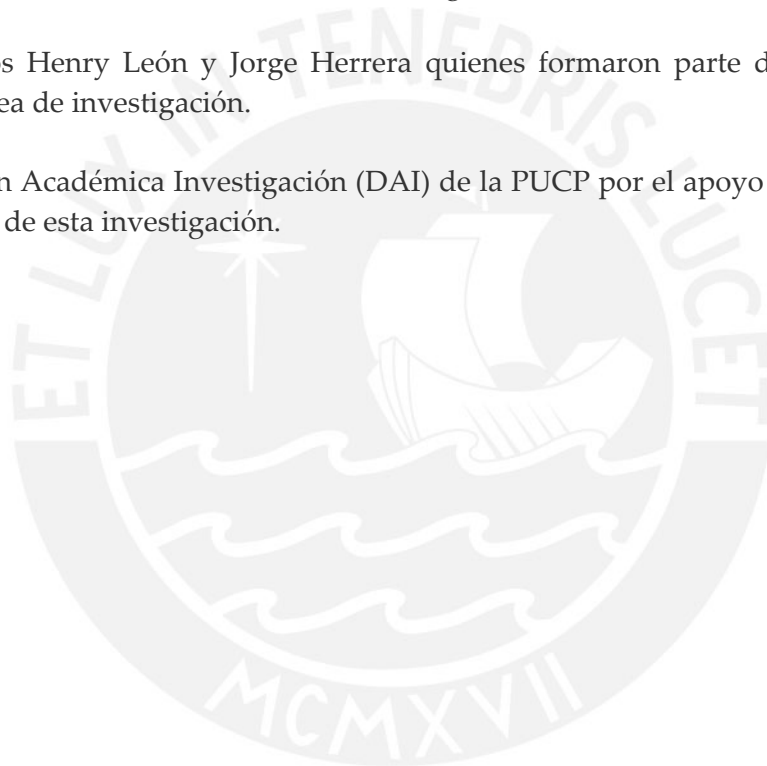 os Henry León y Jorge Herrera quienes formaron parte d
ea de investigación.
n Académica Investigación (DAI) de la PUCP por el apoyo
de esta investigación.
ET LUX IN TENEBRIS LUCET
MCMXVII